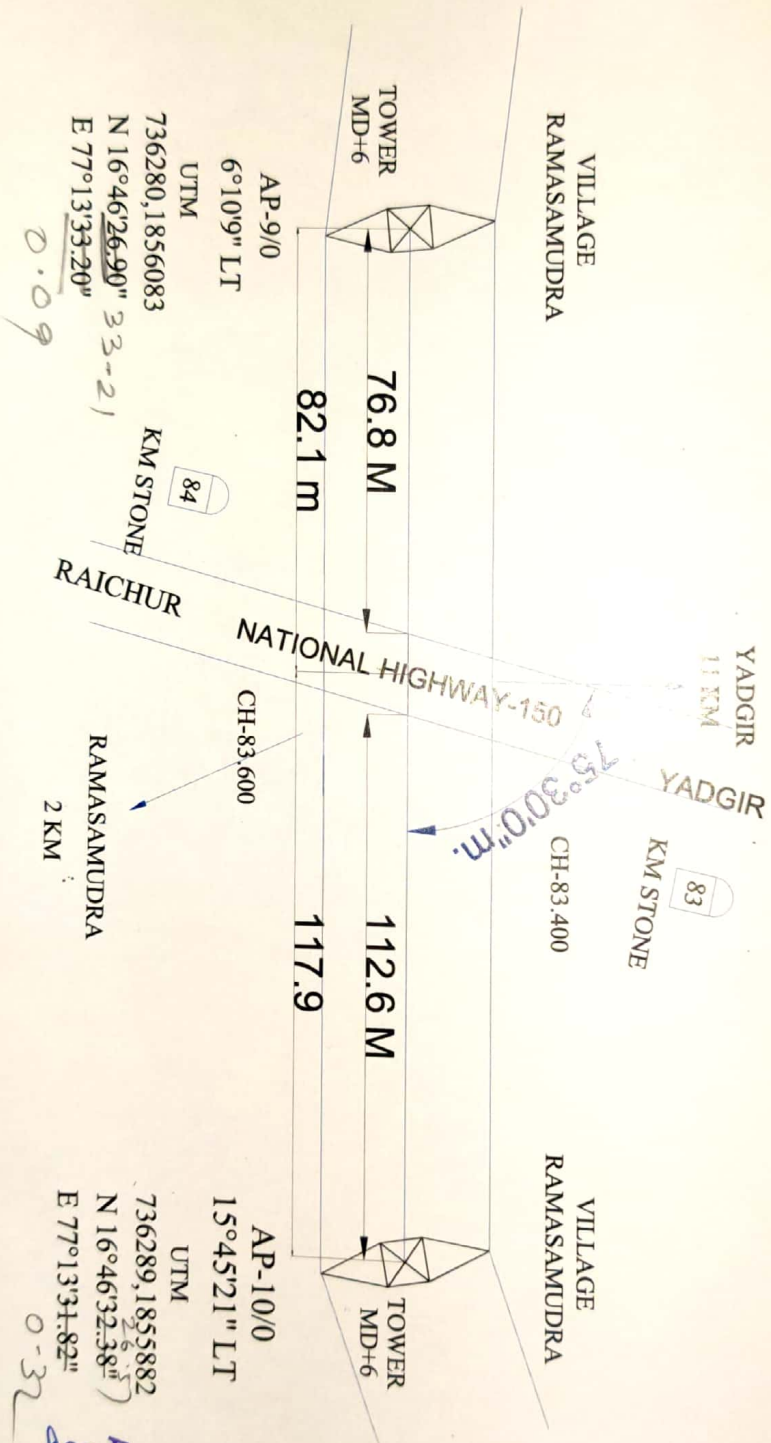 VILLAGE
RAMASAMUDRA
TOWER
MD+6
AP-9/0
6°10'9" LT
UTM
736280,1856083
N 16°46'26.90" 33-21
E 77°13'33.20"
0.09
76.8 M
82.1 m
84
KM STONE
RAICHUR
NATIONAL HIGHWAY-150
YADGIR
11 KM
YADGIR
75°30'0"m.
83
KM STONE
CH-83.400
CH-83.600
RAMASAMUDRA
2 KM
112.6 M
117.9
VILLAGE
RAMASAMUDRA
TOWER
MD+6
AP-10/0
15°45'21" LT
UTM
736289,1855882
N 16°46'32.38"
E 77°13'31.82"
0-32